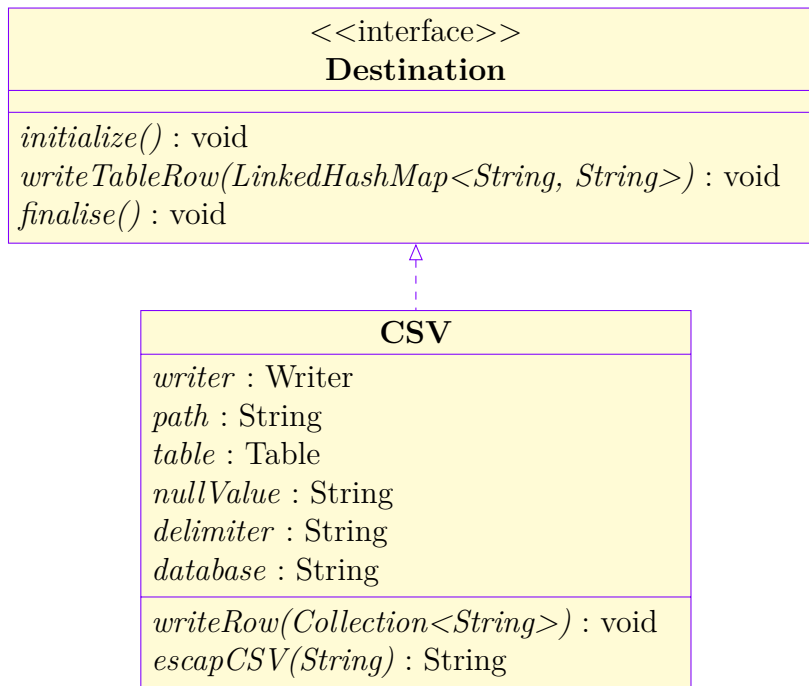 <<interface>>
Destination
initialize() : void
writeTableRow(LinkedHashMap<String, String>) : void
finalise() : void
CSV
writer : Writer
path : String
table : Table
nullValue : String
delimiter : String
database : String
writeRow(Collection<String>) : void
escapCSV(String) : String